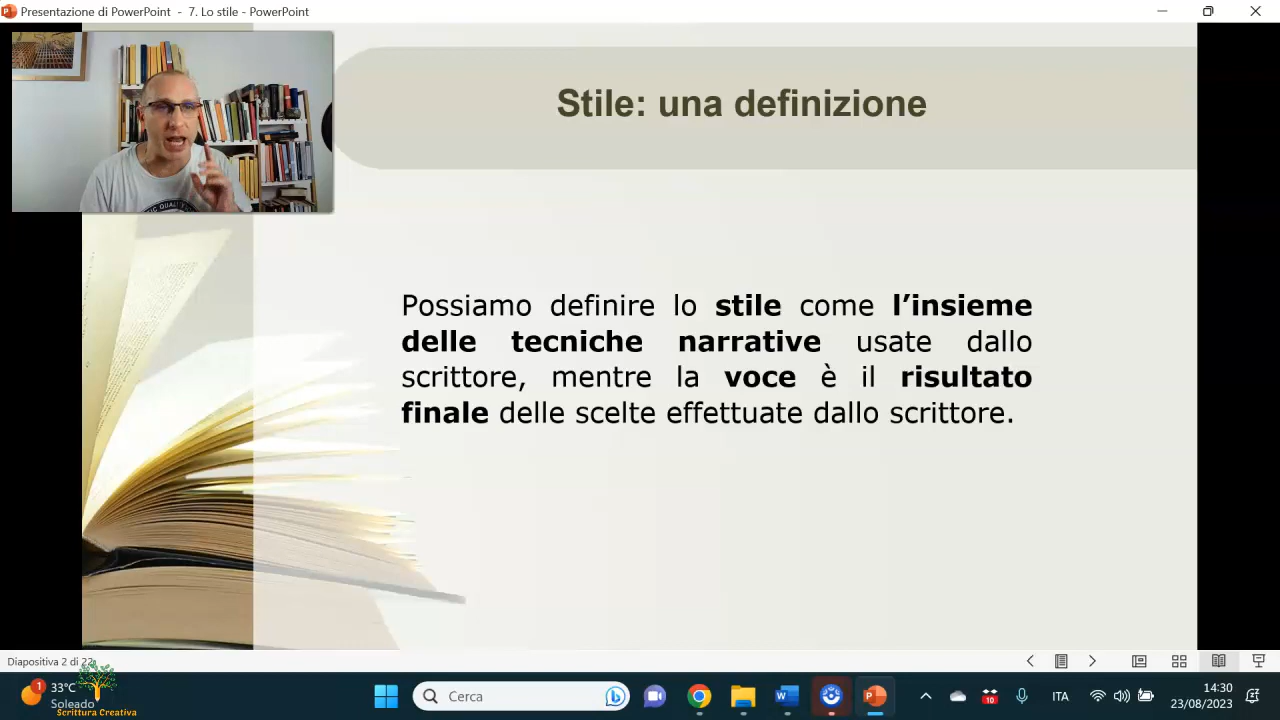 Presentazione di PowerPoint - 7. Lo stile - PowerPoint
Stile: una definizione
Possiamo definire lo stile come l’insieme
delle tecniche narrative usate dallo
scrittore, mentre la voce è il risultato
finale delle scelte effettuate dallo scrittore.
Diapositiva 2 di 22
1
33°C
Soleado
Scrittura Creativa
Cerca
10
ITA
14:30
23/08/2023